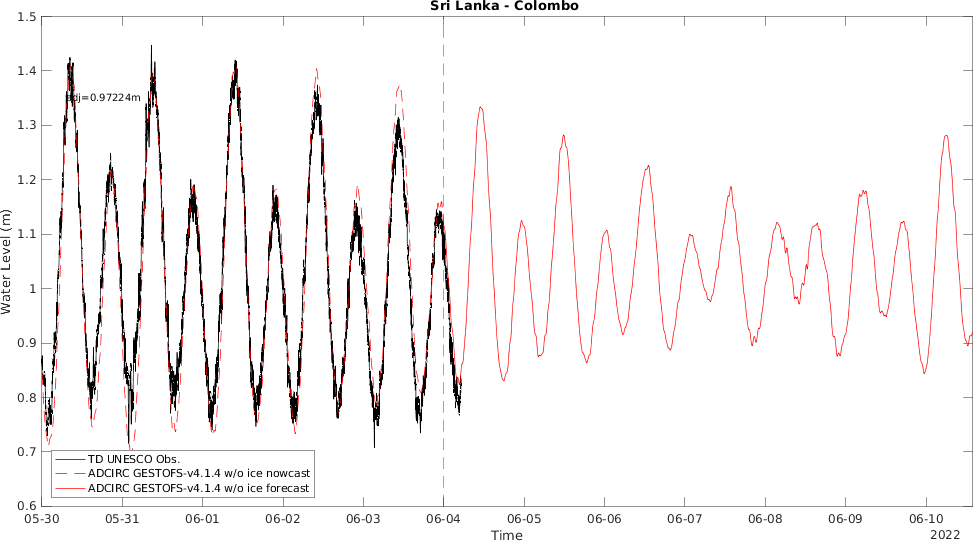 Sri Lanka - Colombo
1.5
1.4
1.3
1.2
1.1
1
0.9
0.8
0.7
0.6
Water Level (m)
adj=0.97224m
TD UNESCO Obs.
ADCIRC GESTOFS-v4.1.4 w/o ice nowcast
ADCIRC GESTOFS-v4.1.4 w/o ice forecast
05-30 05-31 06-01 06-02 06-03 06-04 06-05 06-06 06-07 06-08 06-09 06-10
Time
2022